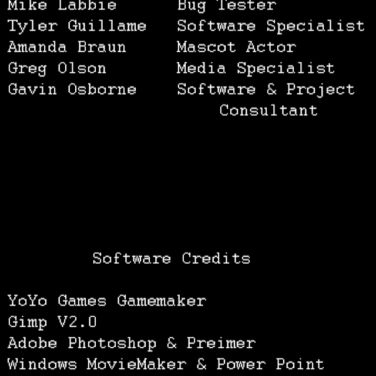 Mike Labbie Bug Tester
Tyler Guillame Software Specialist
Amanda Braun Mascot Actor
Greg Olson Media Specialist
Gavin Osborne Software & Project
Consultant
Software Credits
YoYo Games Gamemaker
Gimp V2.0
Adobe Photoshop & Preimer
Windows MovieMaker & Power Point